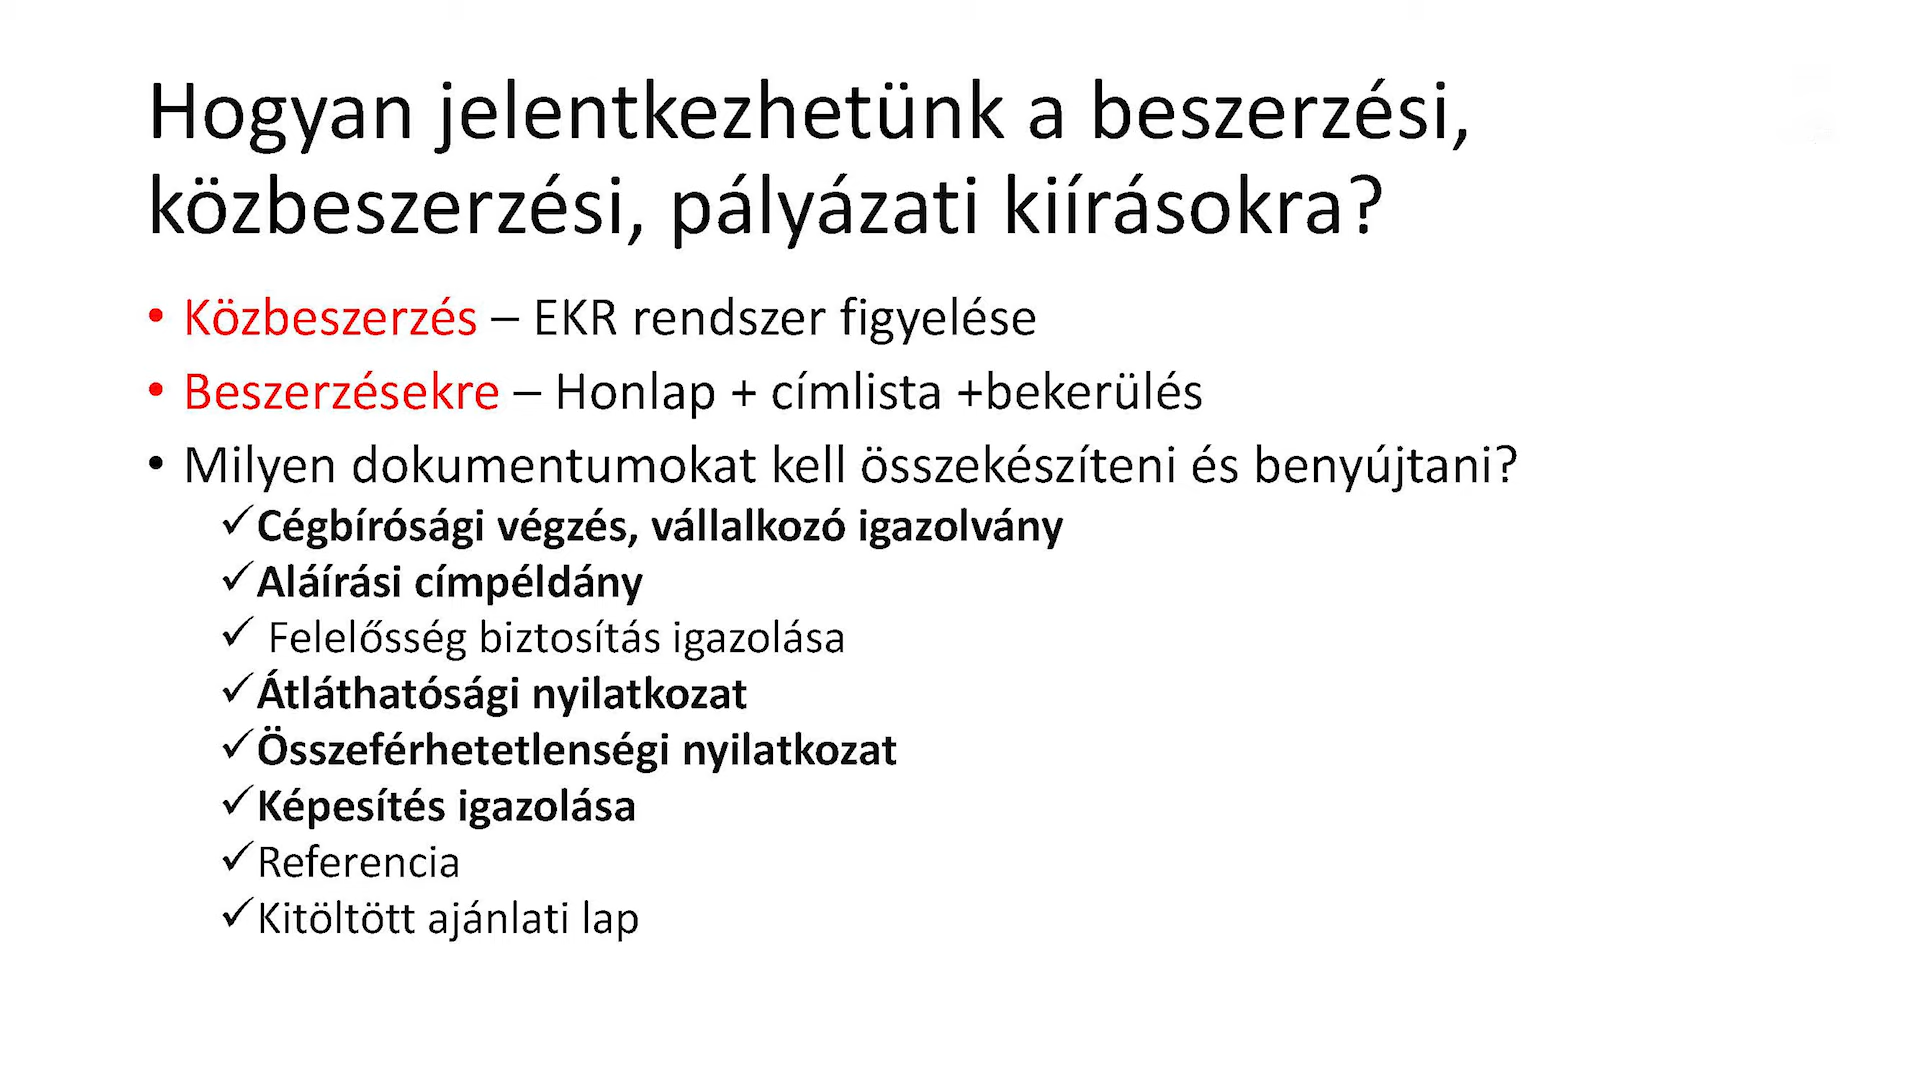 Hogyan jelentkezhetünk a beszerzési,
közbeszerzési, pályázati kiírásokra?
• Közbeszerzés – EKR rendszer figyelése
• Beszerzésekre – Honlap + címlista +bekerülés
• Milyen dokumentumokat kell összekészíteni és benyújtani?
✓Cégbírósági végzés, vállalkozó igazolvány
✓Aláírási címpéldány
✓ Felelősség biztosítás igazolása
✓Átláthatósági nyilatkozat
✓Összeférhetetlenségi nyilatkozat
✓Képesítés igazolása
✓Referencia
✓Kitöltött ajánlati lap